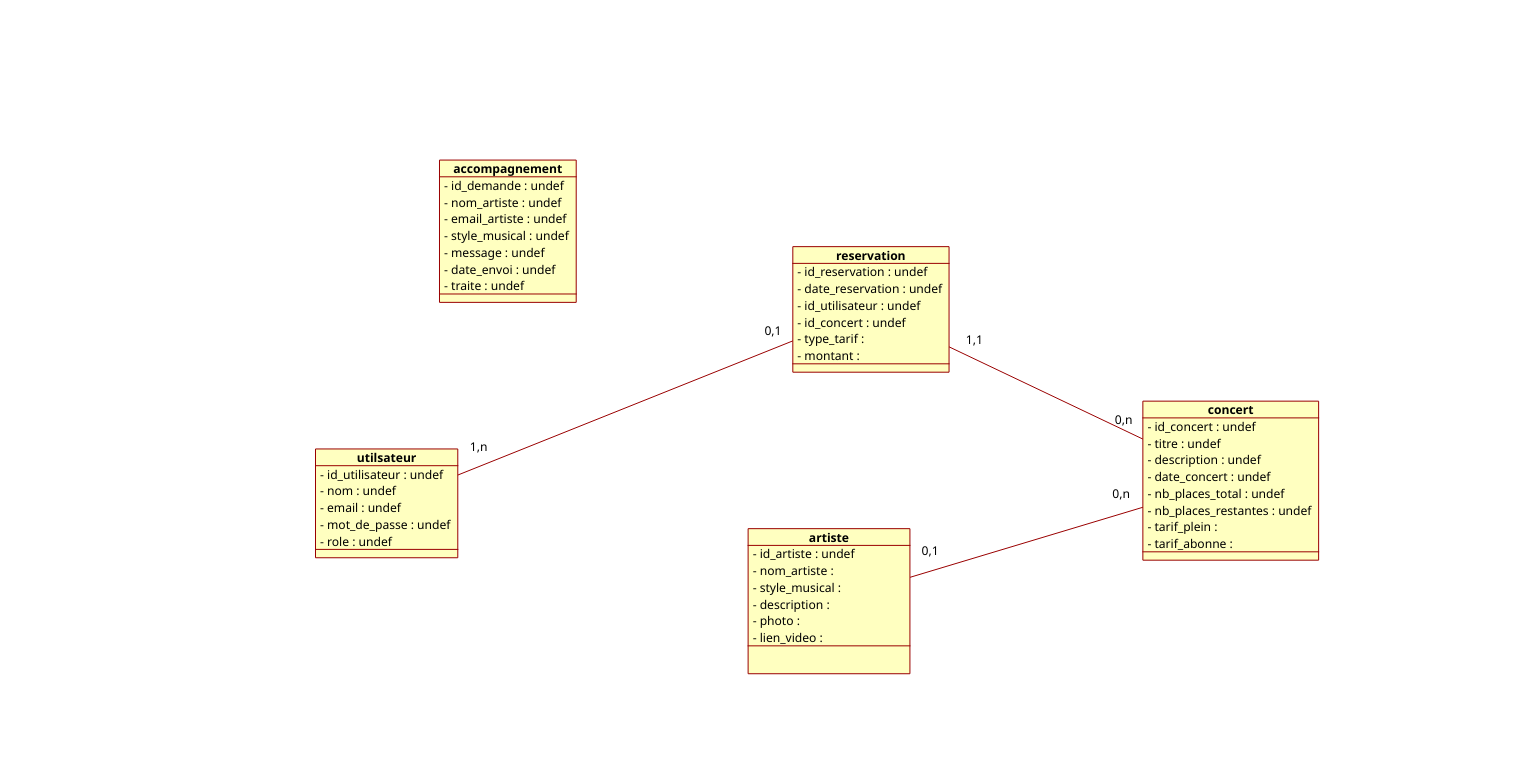 accompagnement
- id_demande : undef
- nom_artiste : undef
- email_artiste : undef
- style_musical : undef
- message : undef
- date_envoi : undef
- traite : undef
reservation
- id_reservation : undef
- date_reservation : undef
- id_utilisateur : undef
- id_concert : undef
- type_tarif :
- montant :
0,1
1,1
concert
- id_concert : undef
- titre : undef
- description : undef
- date_concert : undef
- nb_places_total : undef
- nb_places_restantes : undef
- tarif_plein :
- tarif_abonne :
0,n
0,n
1,n
utilsateur
- id_utilisateur : undef
- nom : undef
- email : undef
- mot_de_passe : undef
- role : undef
artiste
- id_artiste : undef
- nom_artiste :
- style_musical :
- description :
- photo :
- lien_video :
0,1